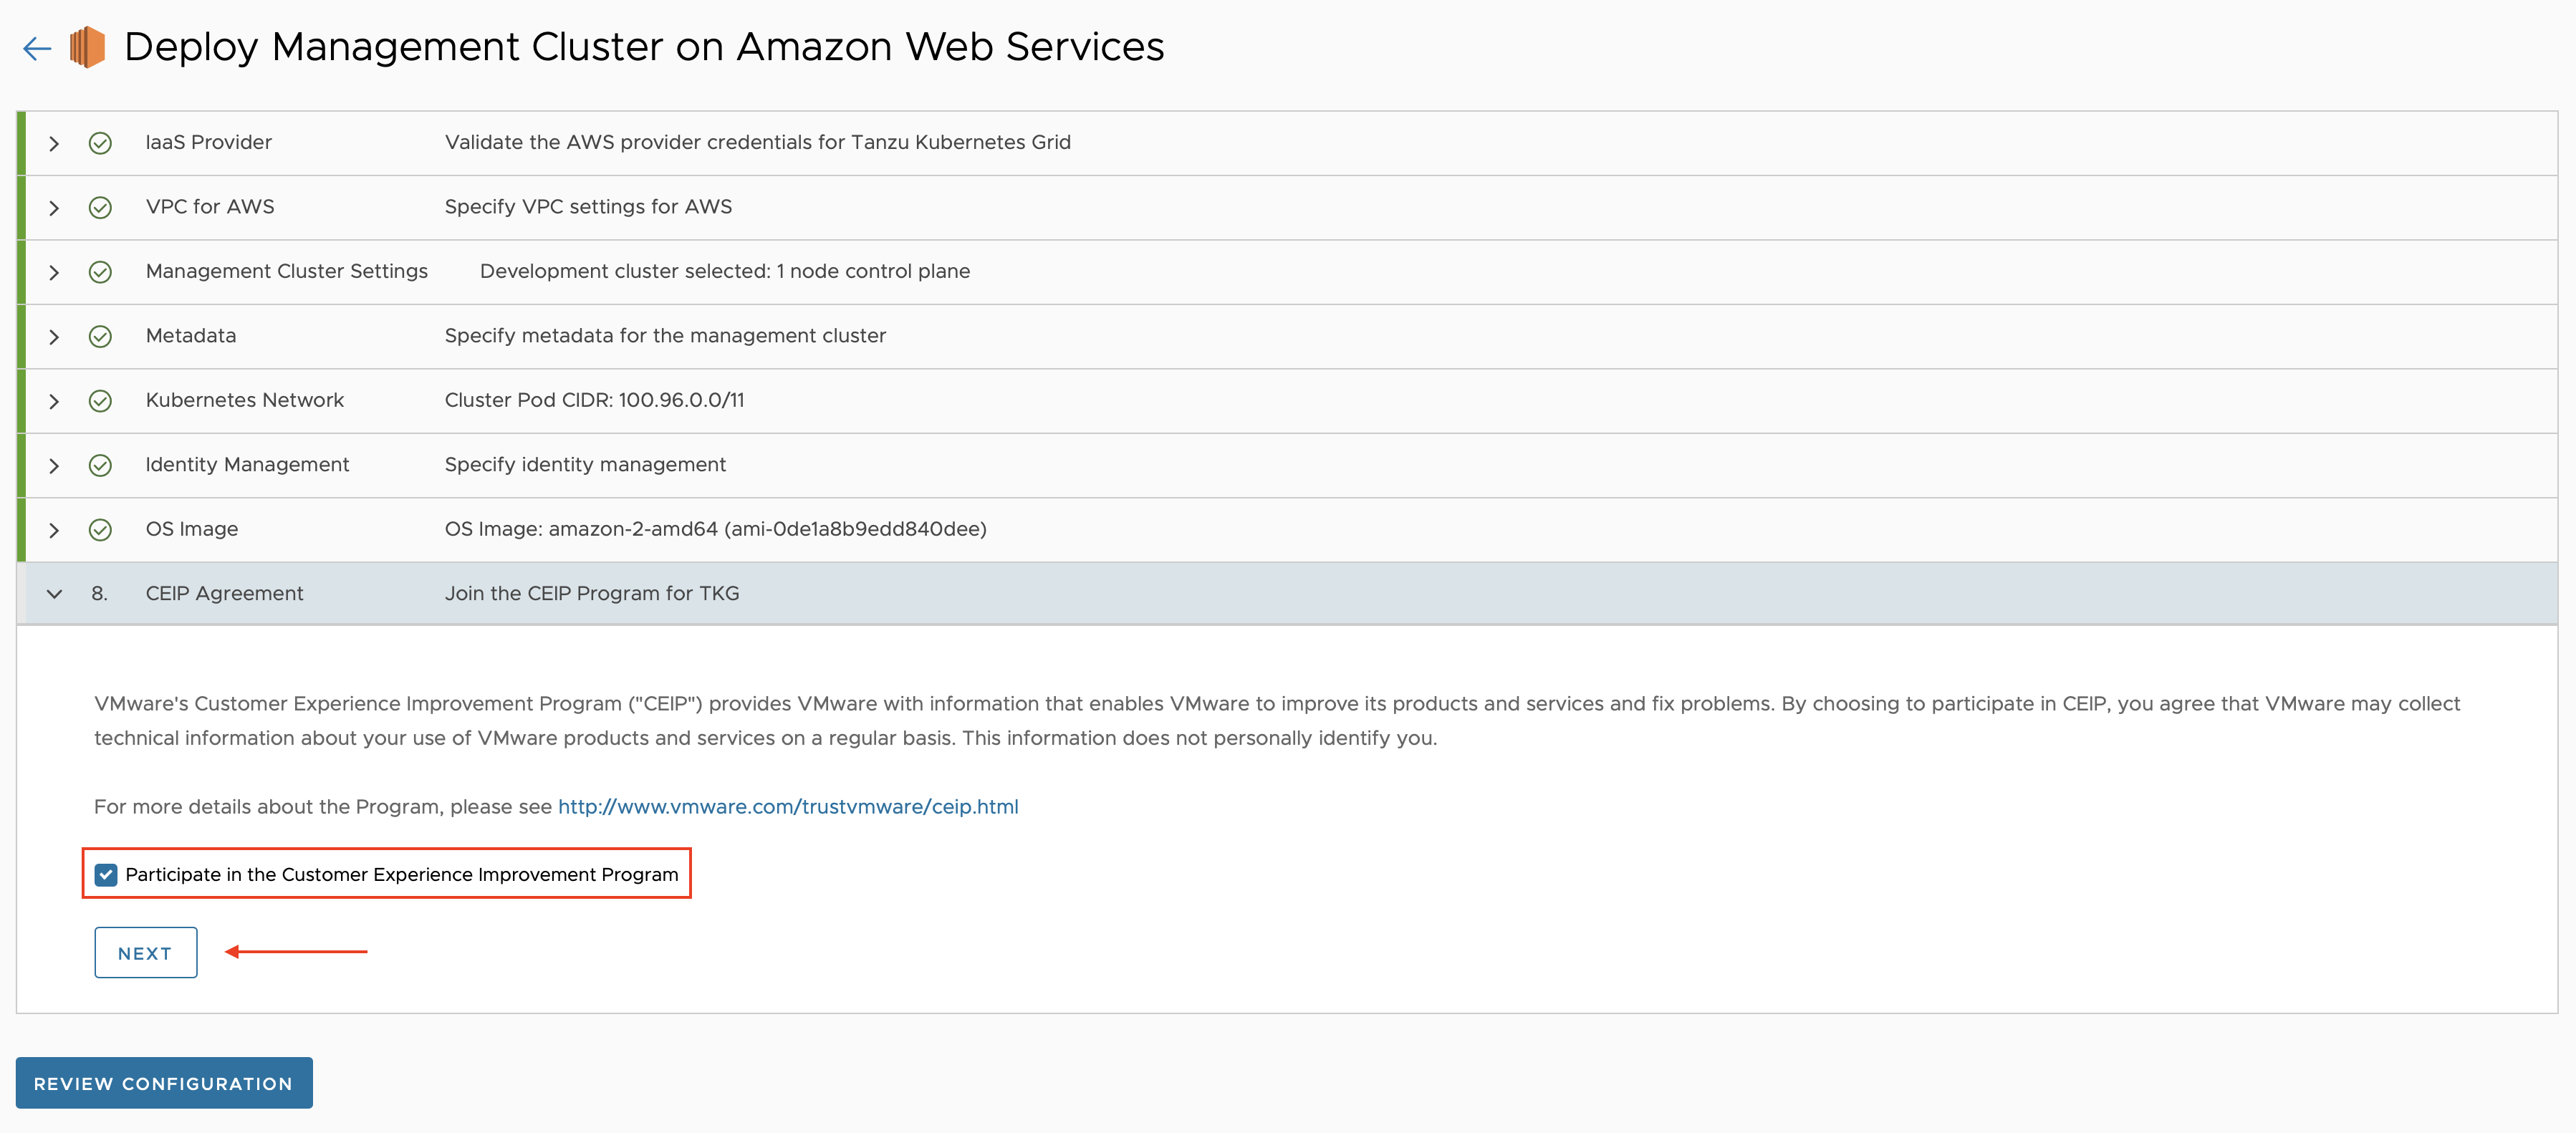 Deploy Management Cluster on Amazon Web Services
IaaS Provider Validate the AWS provider credentials for Tanzu Kubernetes Grid
VPC for AWS Specify VPC settings for AWS
Management Cluster Settings Development cluster selected: 1 node control plane
Metadata Specify metadata for the management cluster
Kubernetes Network Cluster Pod CIDR: 100.96.0.0/11
Identity Management Specify identity management
OS Image OS Image: amazon-2-amd64 (ami-0de1a8b9edd840dee)
8. CEIP Agreement Join the CEIP Program for TKG
VMware's Customer Experience Improvement Program ("CEIP") provides VMware with information that enables VMware to improve its products and services and fix problems. By choosing to participate in CEIP, you agree that VMware may collect
technical information about your use of VMware products and services on a regular basis. This information does not personally identify you.
For more details about the Program, please see http://www.vmware.com/trustvmware/ceip.html
Participate in the Customer Experience Improvement Program
NEXT
REVIEW CONFIGURATION